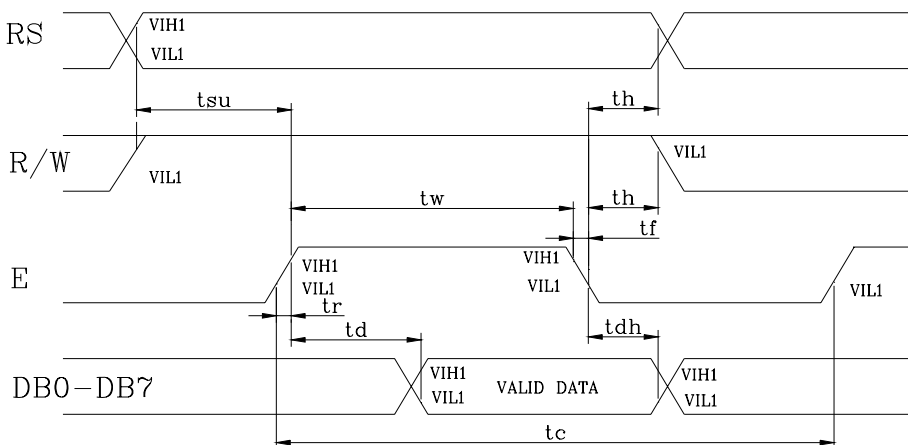 RS
VIH1
VIL1
tsu
th
R/W
VIL1
VIL1
tw
th
tf
E
VIH1
VIL1
VIH1
VIL1
VIL1
tr
td
tdh
DB0-DB7
VIH1
VIL1
VALID DATA
VIH1
VIL1
tc